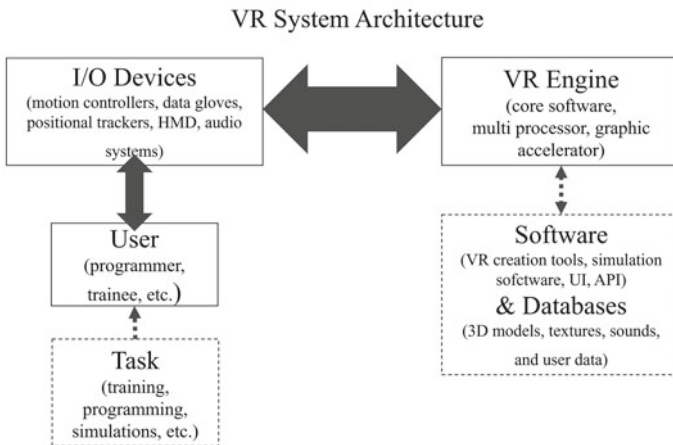 VR System Architecture
I/O Devices
(motion controllers, data gloves,
positional trackers, HMD, audio
systems)
VR Engine
(core software,
multi processor, graphic
accelerator)
User
(programmer,
trainee, etc.)
Software
(VR creation tools, simulation
sofctware, UI, API)
& Databases
(3D models, textures, sounds,
and user data)
Task
(training,
programming,
simulations, etc.)